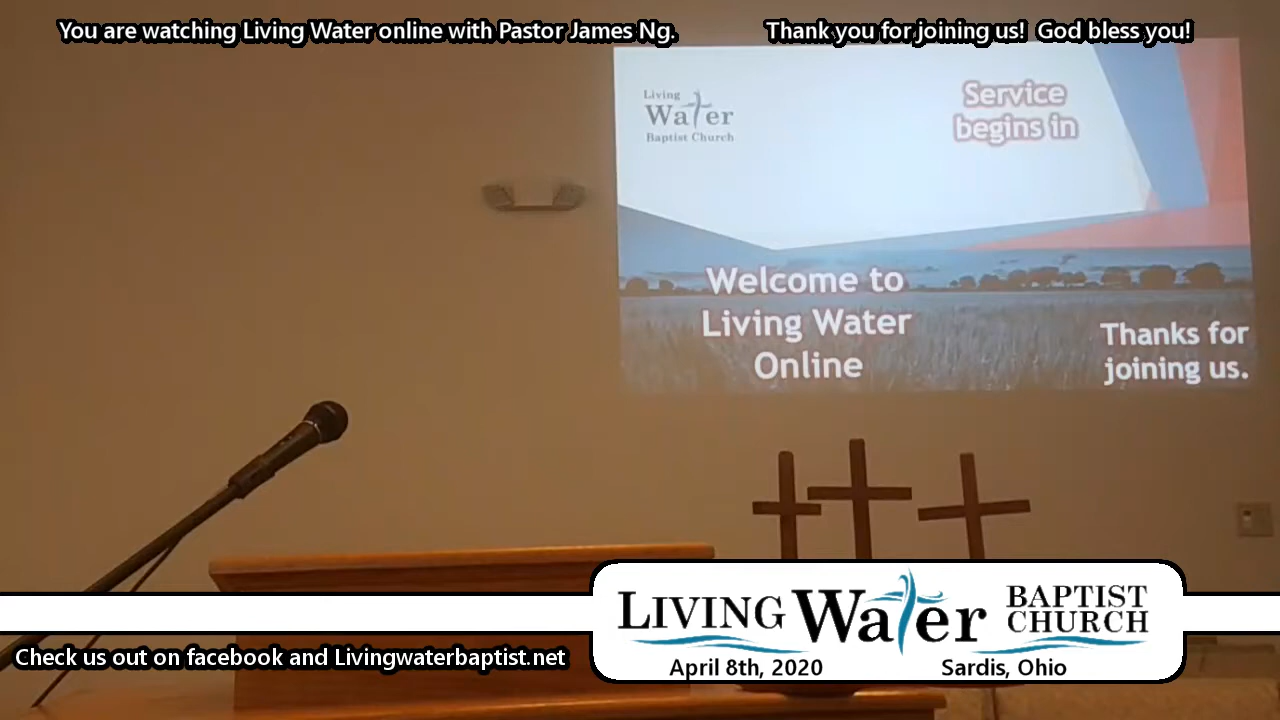 You are watching Living Water online with Pastor James Ng.
Thank you for joining us! God bless you!
Living
Water
Baptist Church
Service
begins in
Welcome to
Living Water
Online
Thanks for
joining us.
LIVING Water BAPTIST
CHURCH
April 8th, 2020
Sardis, Ohio
Check us out on facebook and Livingwaterbaptist.net